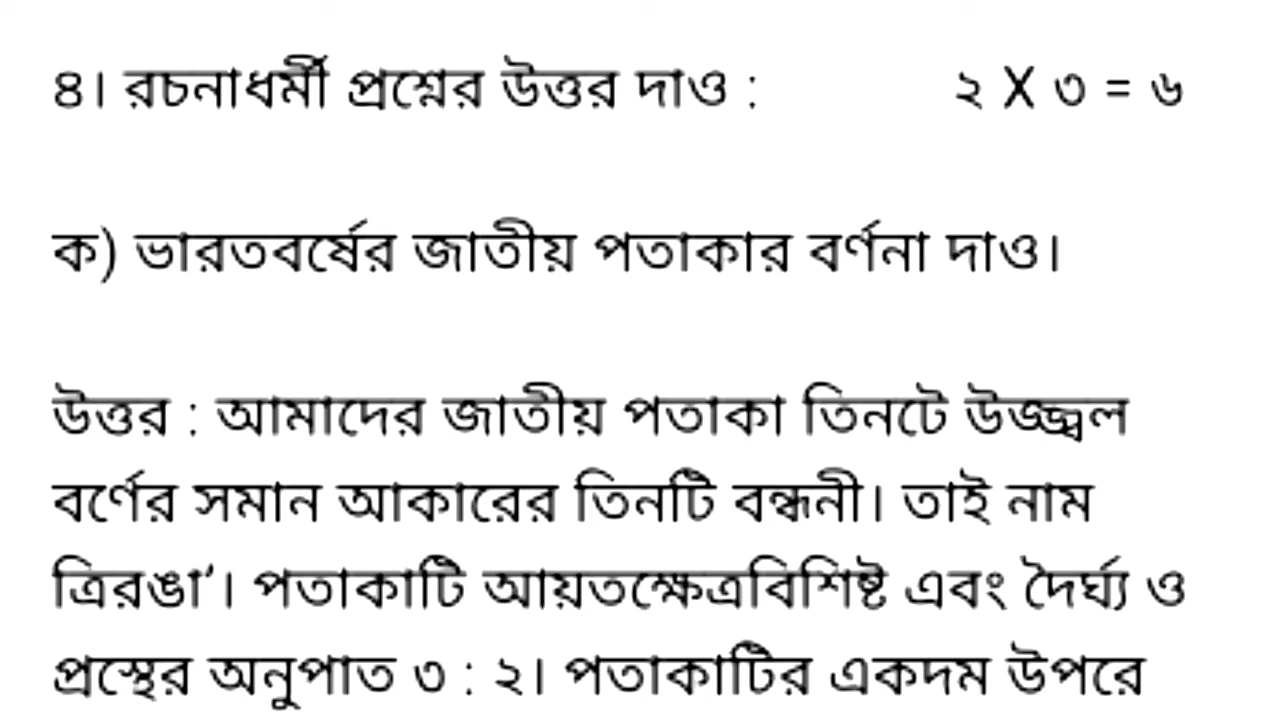 ৪। রচনাধর্মী প্রশ্নের উত্তর দাও : ২ X ৩ = ৬
ক) ভারতবর্ষের জাতীয় পতাকার বর্ণনা দাও।
উত্তর : আমাদের জাতীয় পতাকা তিনটে উজ্জ্বল
বর্ণের সমান আকারের তিনটি বন্ধনী। তাই নাম
ত্রিরঙা’। পতাকাটি আয়তক্ষেত্রবিশিষ্ট এবং দৈর্ঘ্য ও
প্রস্থের অনুপাত ৩ : ২। পতাকাটির একদম উপরে